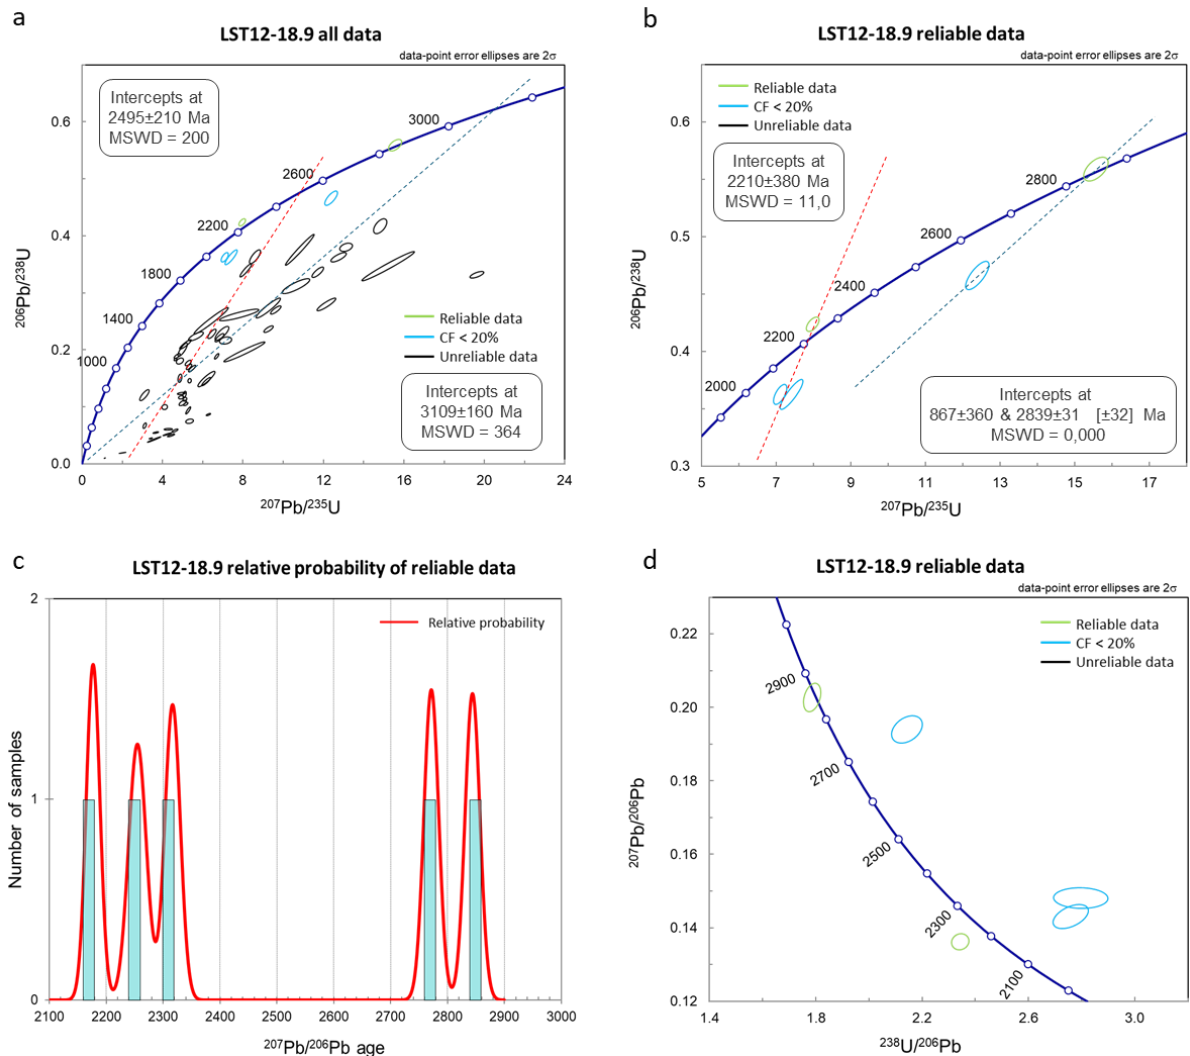 a
LST12-18.9 all data
data-point error ellipses are 2σ
Intercepts at
2495±210 Ma
MSWD = 200
3000
2600
2200
1800
1400
1000
Reliable data
CF < 20%
Unreliable data
Intercepts at
3109±160 Ma
MSWD = 364
0.6
0.4
0.2
0.0
206Pb/238U
0 4 8 12 16 20 24
207Pb/235U
b
LST12-18.9 reliable data
data-point error ellipses are 2σ
Reliable data
CF < 20%
Unreliable data
Intercepts at
2210±380 Ma
MSWD = 11,0
2800
2600
2400
2200
2000
Intercepts at
867±360 & 2839±31 [±32] Ma
MSWD = 0,000
0.6
0.5
0.4
0.3
206Pb/238U
5 7 9 11 13 15 17
207Pb/235U
c
LST12-18.9 relative probability of reliable data
Relative probability
2
1
0
Number of samples
2100 2200 2300 2400 2500 2600 2700 2800 2900 3000
207Pb/206Pb age
d
LST12-18.9 reliable data
data-point error ellipses are 2σ
Reliable data
CF < 20%
Unreliable data
2900
2700
2500
2300
2100
0.22
0.20
0.18
0.16
0.14
0.12
207Pb/206Pb
1.4 1.8 2.2 2.6 3.0
238U/206Pb